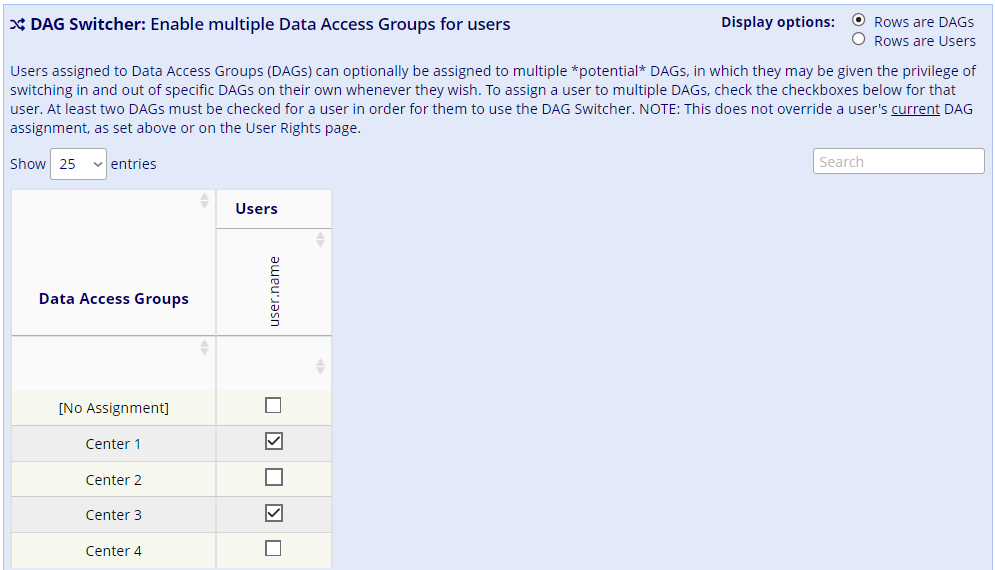 DAG Switcher: Enable multiple Data Access Groups for users
Display options:
Rows are DAGs
Rows are Users
Users assigned to Data Access Groups (DAGs) can optionally be assigned to multiple *potential* DAGs, in which they may be given the privilege of
switching in and out of specific DAGs on their own whenever they wish. To assign a user to multiple DAGs, check the checkboxes below for that
user. At least two DAGs must be checked for a user in order for them to use the DAG Switcher. NOTE: This does not override a user's current DAG
assignment, as set above or on the User Rights page.
Show 25 entries
Search
Users
Data Access Groups
user.name
[No Assignment]
Center 1
Center 2
Center 3
Center 4